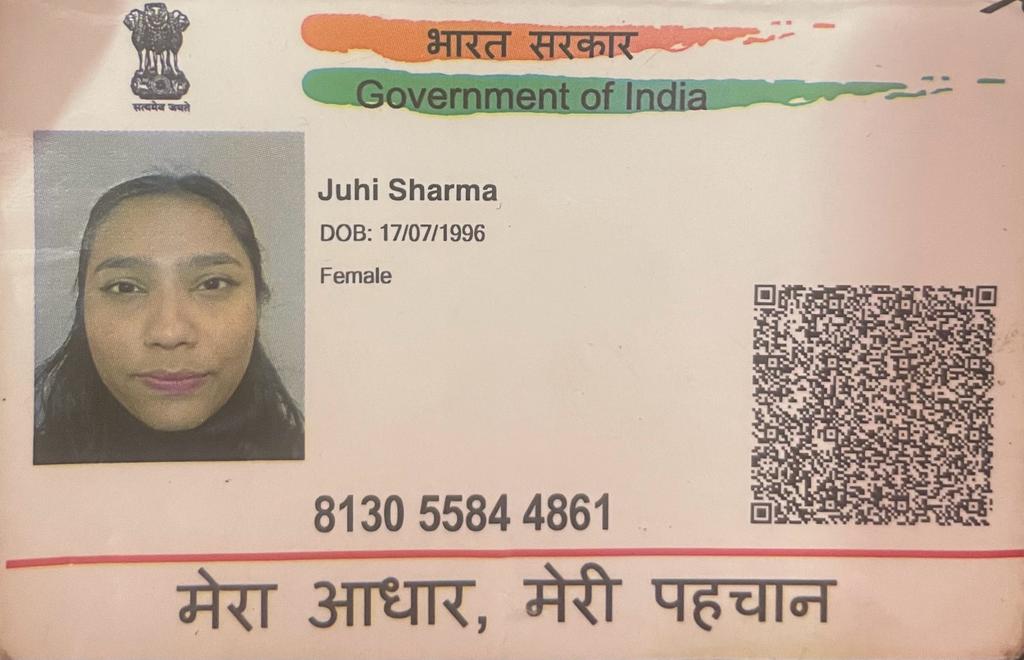 सत्यमेव जयते
भारत सरकार
Government of India
Juhi Sharma
DOB: 17/07/1996
Female
8130 5584 4861
मेरा आधार, मेरी पहचान